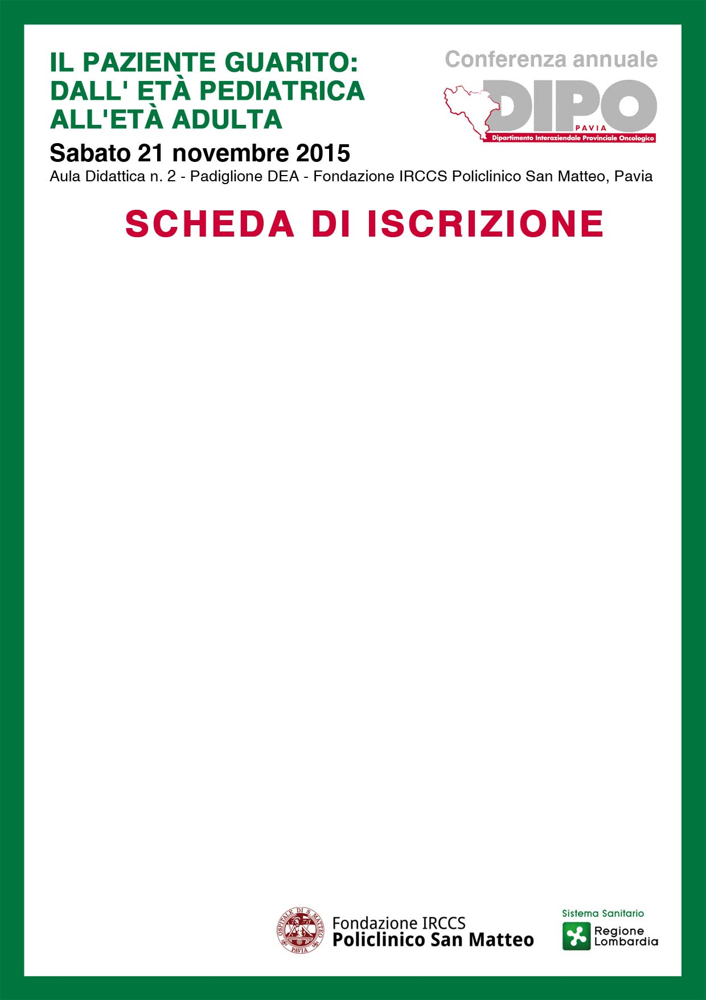 IL PAZIENTE GUARITO:
DALL' ETÀ PEDIATRICA
ALL'ETÀ ADULTA
Sabato 21 novembre 2015
Aula Didattica n. 2 - Padiglione DEA - Fondazione IRCCS Policlinico San Matteo, Pavia
Conferenza annuale
DIPO
PAVIA
Dipartimento Interaziendale Provinciale Oncologico
SCHEDA DI ISCRIZIONE
OSPITALE DI S. MATTEO
PAVIA
Fondazione IRCCS
Policlinico San Matteo
Sistema Sanitario
Regione
Lombardia